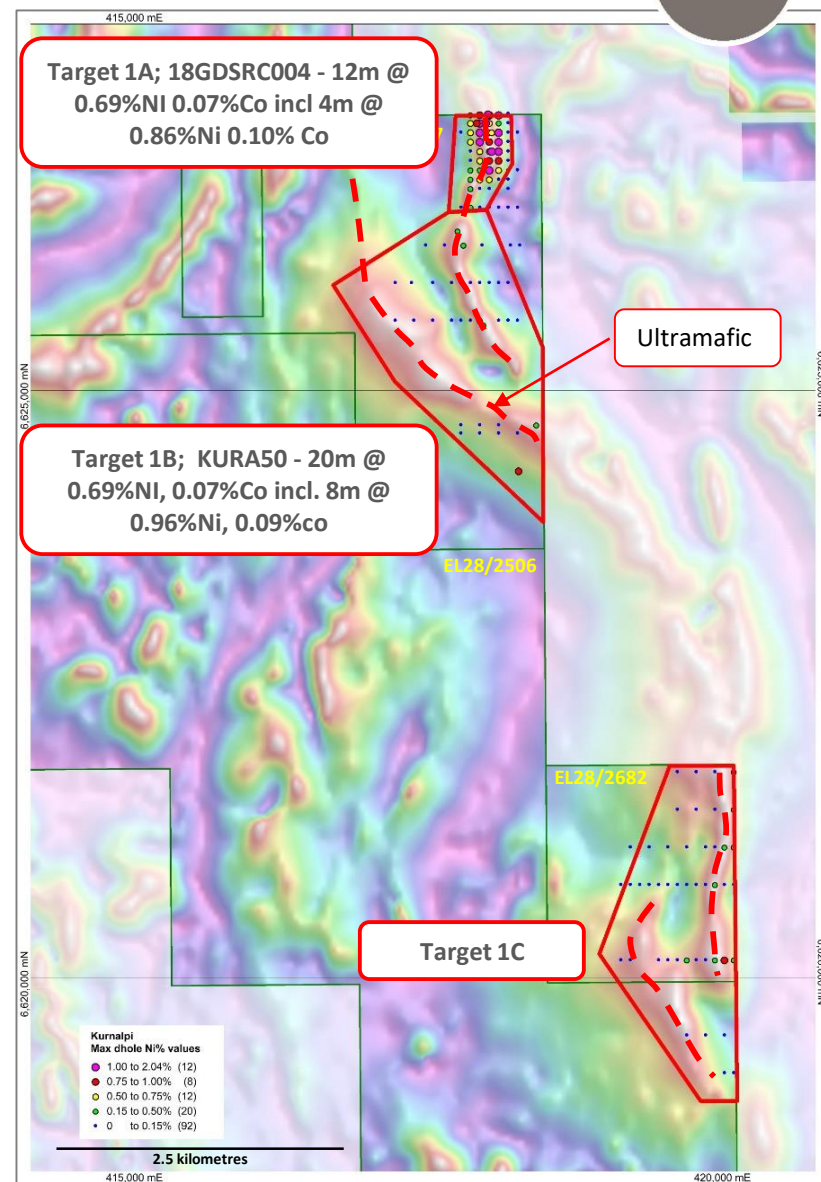 415,000 mE
Target 1A; 18GDSRC004 - 12m @
0.69%NI 0.07%Co incl 4m @
0.86%Ni 0.10% Co
Ultramafic
6,625,000 mN
Target 1B; KURA50 - 20m @
0.69%NI, 0.07%Co incl. 8m @
0.96%Ni, 0.09%co
EL28/2506
EL28/2682
Target 1C
6,620,000 mN
Kurnalpi
Max dhole Ni% values
1.00 to 2.04% (12)
0.75 to 1.00% (8)
0.50 to 0.75% (12)
0.15 to 0.50% (20)
0 to 0.15% (92)
2.5 kilometres
415,000 mE
420,000 mE